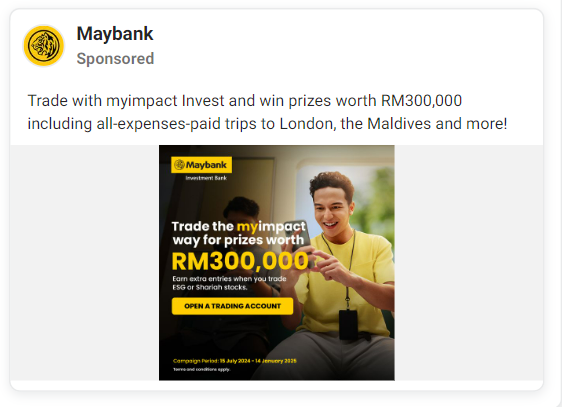 Maybank
Sponsored
Trade with myimpact Invest and win prizes worth RM300,000
including all-expenses-paid trips to London, the Maldives and more!
Maybank
Investment Bank
Trade the myimpact
way for prizes worth
RM300,000
Earn extra entries when you trade
ESG or Shariah stocks.
OPEN A TRADING ACCOUNT
Campaign Period: 15 July 2024 - 14 January 2025
Terms and conditions apply.